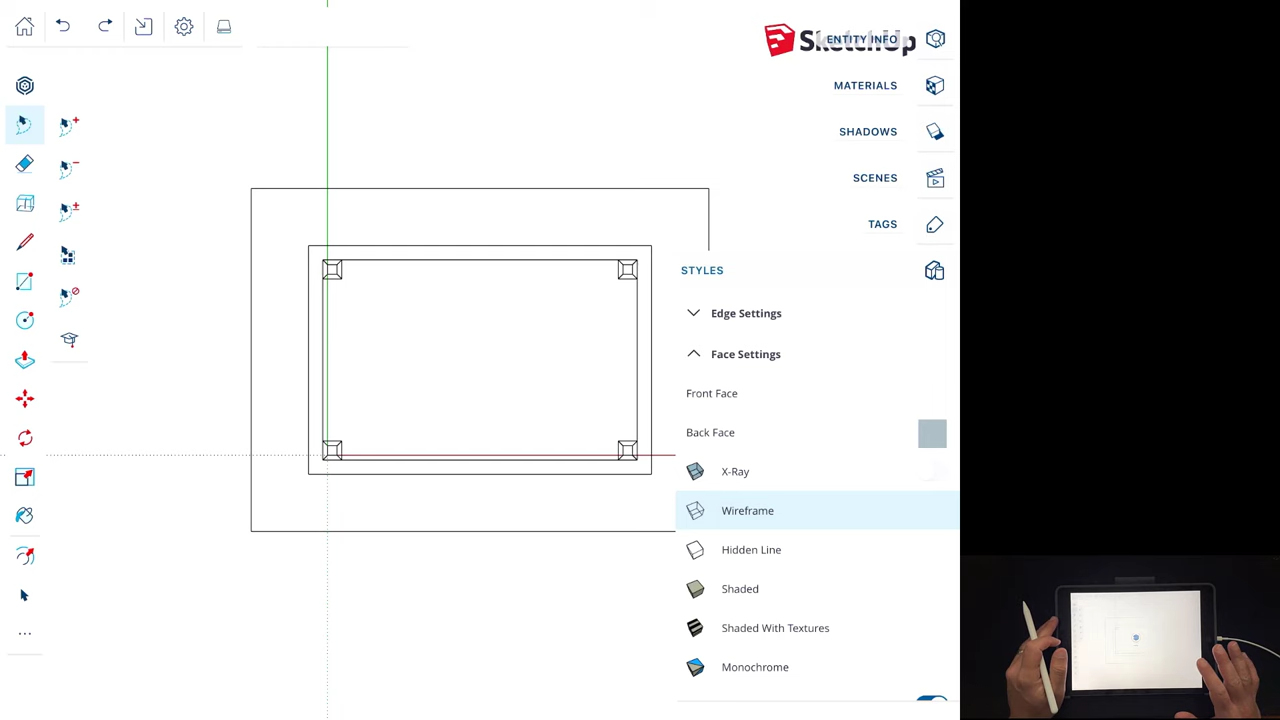 SketchUp
ENTITY INFO
MATERIALS
SHADOWS
SCENES
TAGS
STYLES
Edge Settings
Face Settings
Front Face
Back Face
X-Ray
Wireframe
Hidden Line
Shaded
Shaded With Textures
Monochrome